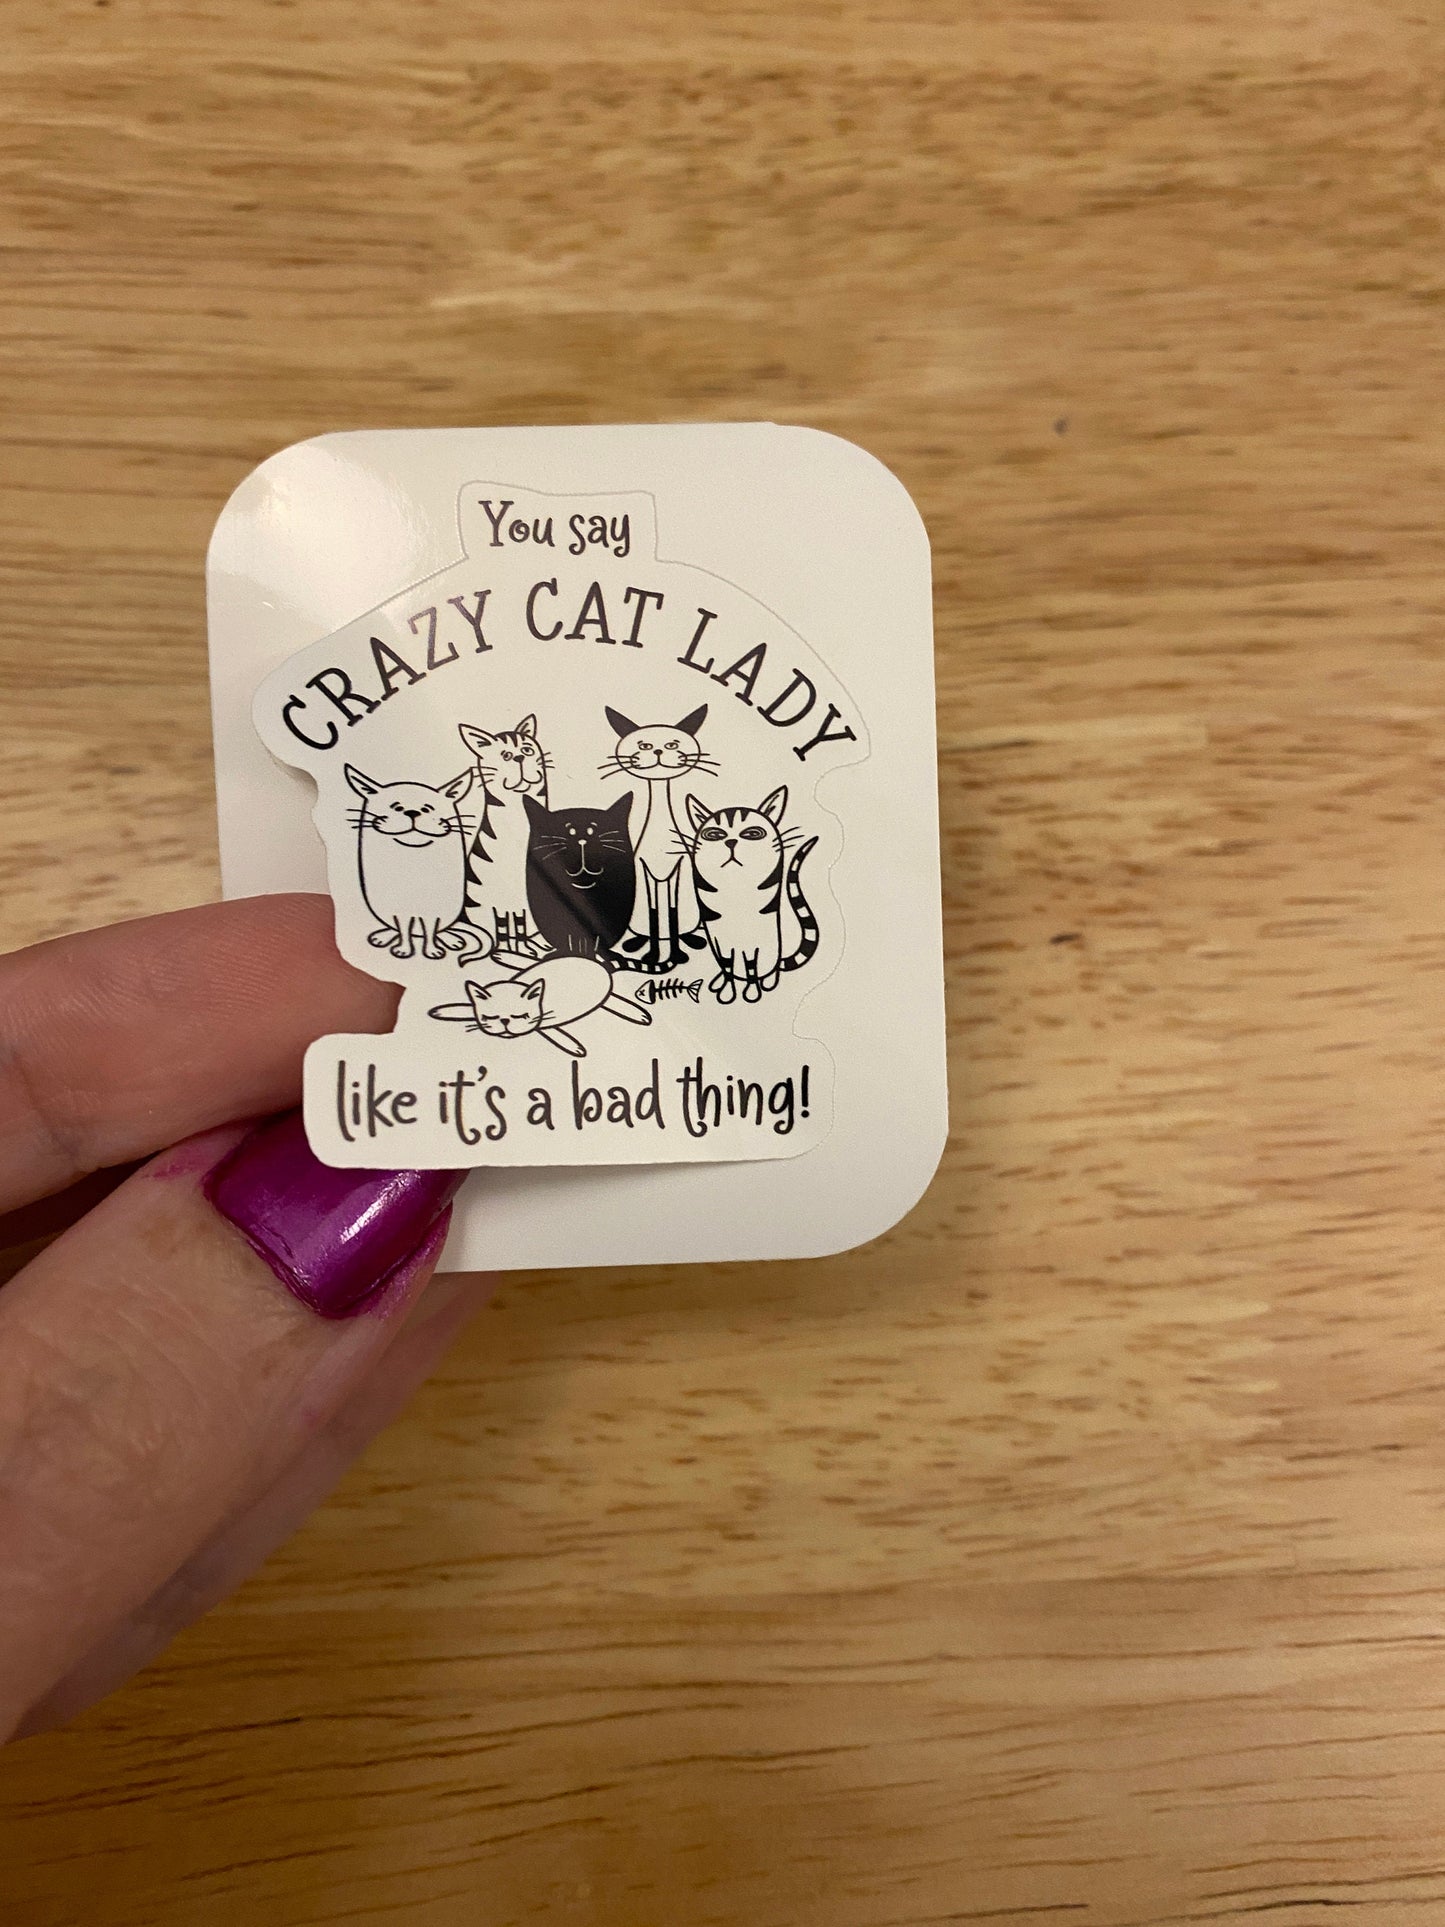 You say
CRAZY CAT LADY
like it's a bad thing!